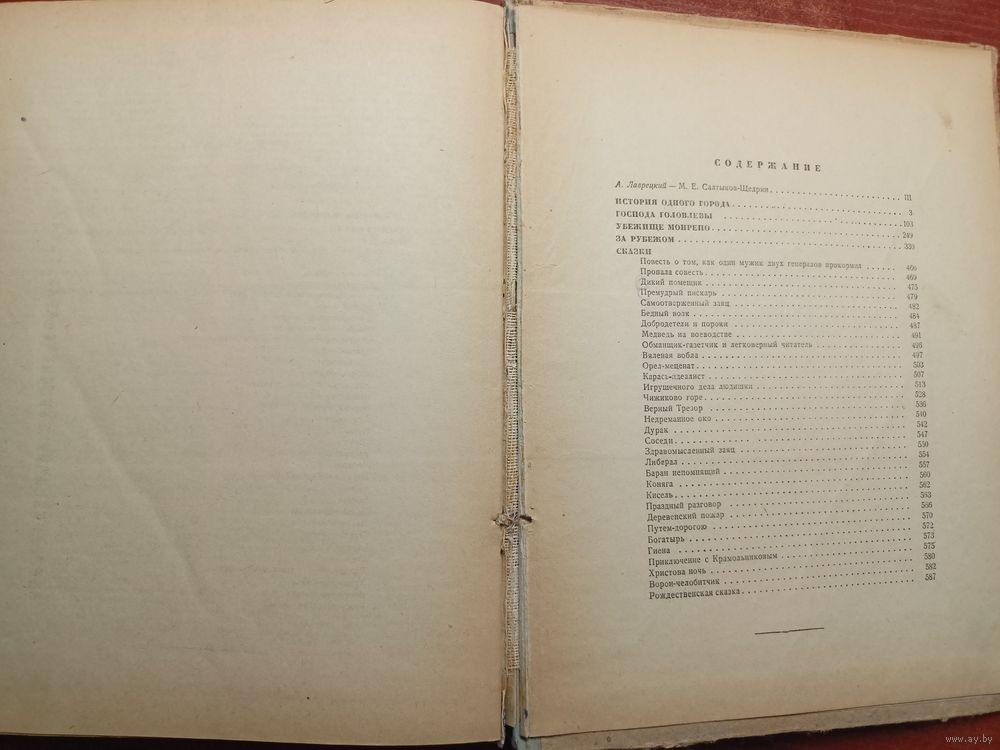 СОДЕРЖАНИЕ
А. Лаврецкий — М. Е. Салтыков-Щедрин . . . . . III
ИСТОРИЯ ОДНОГО ГОРОДА . . . . . 3
ГОСПОДА ГОЛОВЛЕВЫ . . . . . 103
УБЕЖИЩЕ МОНРЕПО . . . . . 249
ЗА РУБЕЖОМ . . . . . 330
СКАЗКИ
Повесть о том, как один мужик двух генералов прокормил . . . . . 466
Пропала совесть . . . . . 469
Дикий помещик . . . . . 475
Премудрый пискарь . . . . . 479
Самоотверженный заяц . . . . . 482
Бедный волк . . . . . 484
Добродетели и пороки . . . . . 487
Медведь на воеводстве . . . . . 491
Обманщик-газетчик и легковерный читатель . . . . . 496
Вяленая вобла . . . . . 497
Орел-меценат . . . . . 503
Карась-идеалист . . . . . 507
Игрушечного дела людишки . . . . . 513
Чижиково горе . . . . . 528
Верный Трезор . . . . . 536
Недреманное око . . . . . 540
Дурак . . . . . 542
Соседи . . . . . 547
Здравомысленный заяц . . . . . 550
Либерал . . . . . 554
Баран непомнящий . . . . . 557
Коняга . . . . . 560
Кисель . . . . . 562
Праздный разговор . . . . . 563
Деревенский пожар . . . . . 566
Путем-дорогою . . . . . 570
Богатырь . . . . . 572
Гиена . . . . . 573
Приключение с Крамольниковым . . . . . 575
Христова ночь . . . . . 580
Ворон-челобитчик . . . . . 582
Рождественская сказка . . . . . 587
www.ay.by